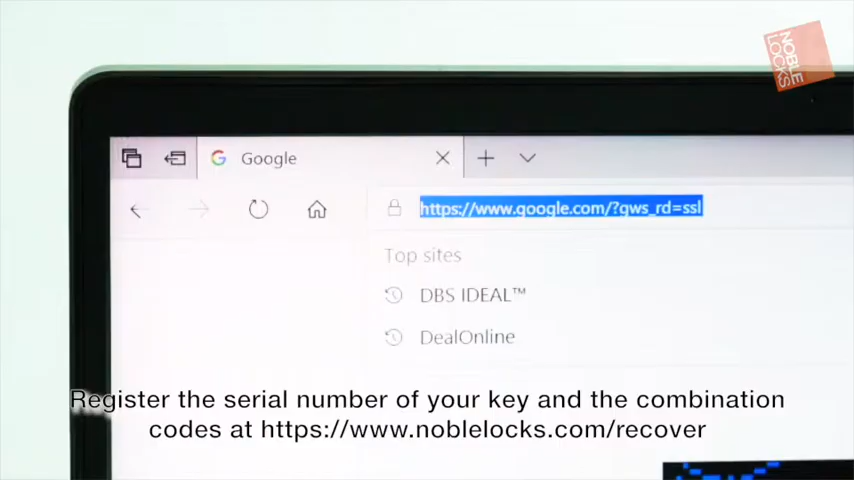 NOBLE
LOCKS
Google
https://www.google.com/?gws_rd=ssl
Top sites
DBS IDEAL™
DealOnline
Register the serial number of your key and the combination
codes at https://www.noblelocks.com/recover